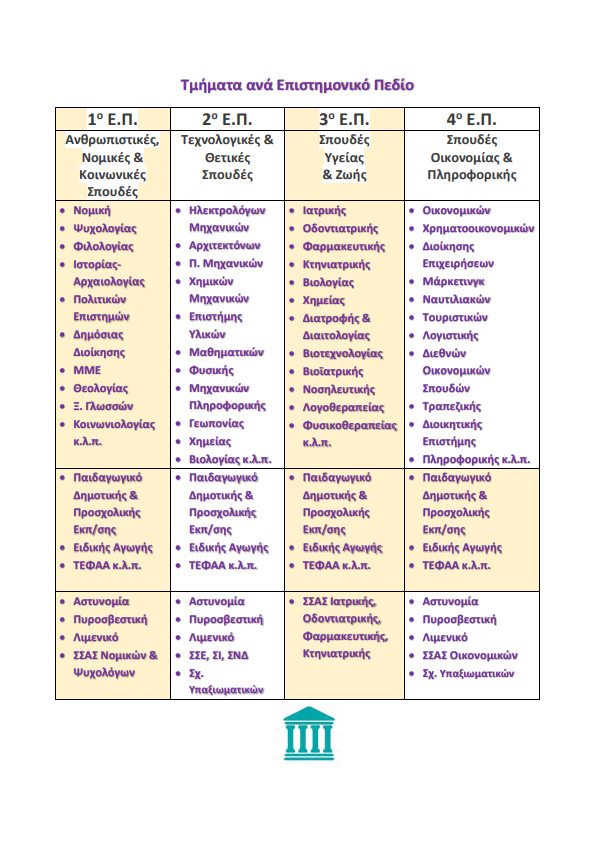 Τμήματα ανά Επιστημονικό Πεδίο
1ο Ε.Π.
2ο Ε.Π.
3ο Ε.Π.
4ο Ε.Π.
Ανθρωπιστικές,
Νομικές &
Κοινωνικές
Σπουδές
Τεχνολογικές &
Θετικές
Σπουδές
Σπουδές
Υγείας
& Ζωής
Σπουδές
Οικονομίας &
Πληροφορικής
• Νομική
• Ψυχολογίας
• Φιλολογίας
• Ιστορίας-
Αρχαιολογίας
• Πολιτικών
Επιστημών
• Δημόσιας
Διοίκησης
• ΜΜΕ
• Θεολογίας
• Ξ. Γλωσσών
• Κοινωνιολογίας
κ.λ.π.
• Ηλεκτρολόγων
Μηχανικών
• Αρχιτεκτόνων
• Π. Μηχανικών
• Χημικών
Μηχανικών
• Επιστήμης
Υλικών
• Μαθηματικών
• Φυσικής
• Μηχανικών
Πληροφορικής
• Γεωπονίας
• Χημείας
• Βιολογίας κ.λ.π.
• Ιατρικής
• Οδοντιατρικής
• Φαρμακευτικής
• Κτηνιατρικής
• Βιολογίας
• Χημείας
• Διατροφής &
Διαιτολογίας
• Βιοτεχνολογίας
• Βιοϊατρικής
• Νοσηλευτικής
• Λογοθεραπείας
• Φυσικοθεραπείας
κ.λ.π.
• Οικονομικών
• Χρηματοοικονομικών
• Διοίκησης
Επιχειρήσεων
• Μάρκετινγκ
• Ναυτιλιακών
• Τουριστικών
• Λογιστικής
• Διεθνών
Οικονομικών
Σπουδών
• Τραπεζικής
• Διοικητικής
Επιστήμης
• Πληροφορικής κ.λ.π.
• Παιδαγωγικό
Δημοτικής &
Προσχολικής
Εκπ/σης
• Ειδικής Αγωγής
• ΤΕΦΑΑ κ.λ.π.
• Παιδαγωγικό
Δημοτικής &
Προσχολικής
Εκπ/σης
• Ειδικής Αγωγής
• ΤΕΦΑΑ κ.λ.π.
• Παιδαγωγικό
Δημοτικής &
Προσχολικής
Εκπ/σης
• Ειδικής Αγωγής
• ΤΕΦΑΑ κ.λ.π.
• Παιδαγωγικό
Δημοτικής &
Προσχολικής
Εκπ/σης
• Ειδικής Αγωγής
• ΤΕΦΑΑ κ.λ.π.
• Αστυνομία
• Πυροσβεστική
• Λιμενικό
• ΣΣΑΣ Νομικών &
Ψυχολόγων
• Αστυνομία
• Πυροσβεστική
• Λιμενικό
• ΣΣΕ, ΣΙ, ΣΝΔ
• Σχ.
Υπαξιωματικών
• ΣΣΑΣ Ιατρικής,
Οδοντιατρικής,
Φαρμακευτικής,
Κτηνιατρικής
• Αστυνομία
• Πυροσβεστική
• Λιμενικό
• ΣΣΑΣ Οικονομικών
• Σχ. Υπαξιωματικών